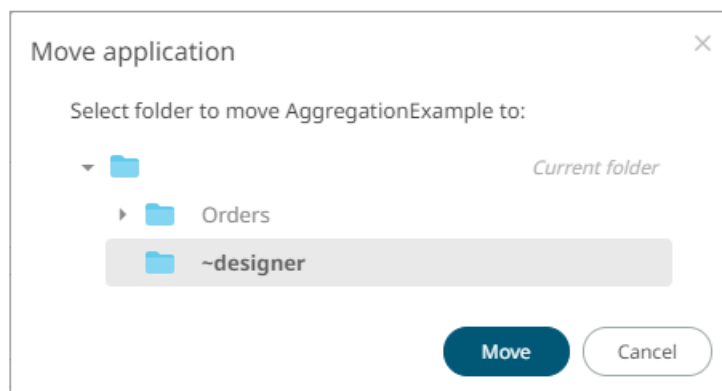 Move application
Select folder to move AggregationExample to:
Current folder
Orders
~designer
Move
Cancel